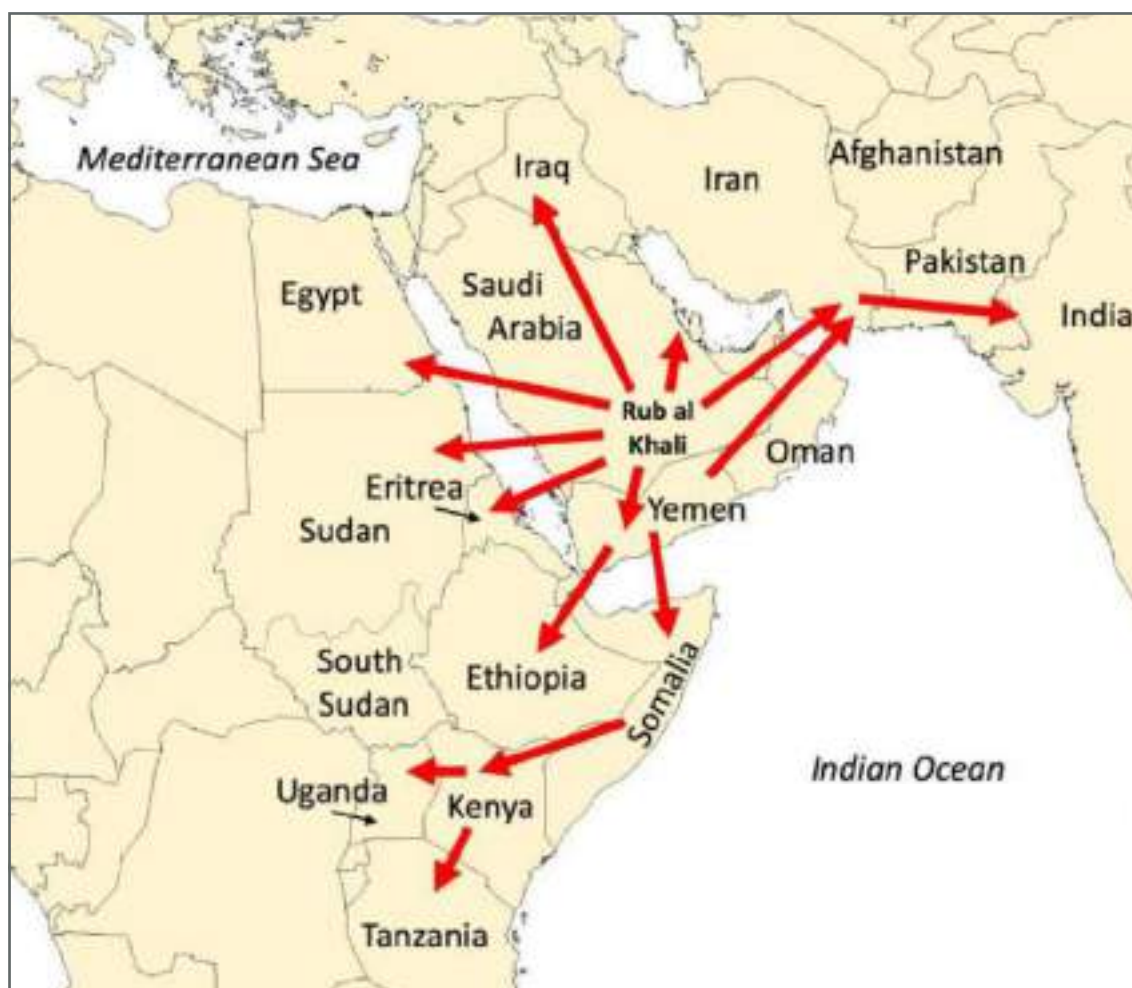 Mediterranean Sea
Iraq
Iran
Afghanistan
Pakistan
India
Egypt
Saudi
Arabia
Rub al
Khali
Oman
Yemen
Eritrea
Sudan
South
Sudan
Ethiopia
Somalia
Uganda
Kenya
Indian Ocean
Tanzania